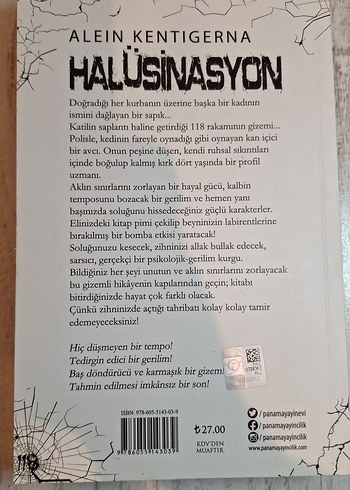 ALEIN KENTIGERNA
HALÜSİNASYON
Doğradığı her kurbanın üzerine başka bir kadının
ismini dağlayan bir sapık...
Katilin saplantı haline getirdiği 118 rakamının gizemi...
Polisle, kedinin fareyle oynadığı gibi oynayan kan içici
bir avcı. Onun peşine düşen, kendi ruhsal sıkıntıları
içinde boğulup kalmış kırk dört yaşında bir profil
uzmanı.
Aklın sınırlarını zorlayan bir hayal gücü, kalbin
temposunu bozacak bir gerilim ve hemen yanı
başınızda soluğunu hissedeceğiniz güçlü karakterler.
Elinizdeki kitap pimi çekilip beyninizin labirentlerine
bırakılmış bir bomba etkisi yaratacak!
Soluğunuzu kesecek, zihninizi allak bullak edecek,
sarsıcı, gerçekçi bir psikolojik-gerilim kurgu.
Bildiğiniz her şeyi unutun ve aklın sınırlarını zorlayacak
bu gizemli hikâyenin kapılarından geçin; kitabı
bitirdiğinizde hayat çok farklı olacak.
Çünkü zihninizde açtığı tahribatı kolay kolay tamir
edemeyeceksiniz!
Hiç düşmeyen bir tempo!
Tedirgin edici bir gerilim!
Baş döndürücü ve karmaşık bir gizem!
Tahmin edilmesi imkânsız bir son!
ISBN: 978-605-5143-03-9
9 786055 143039
₺27.00
KDV'DEN
MUAFTIR.
/ panamayayinevi
/ panamayayincilik
/ panamayayincilik
www.panamayayincilik.com
118